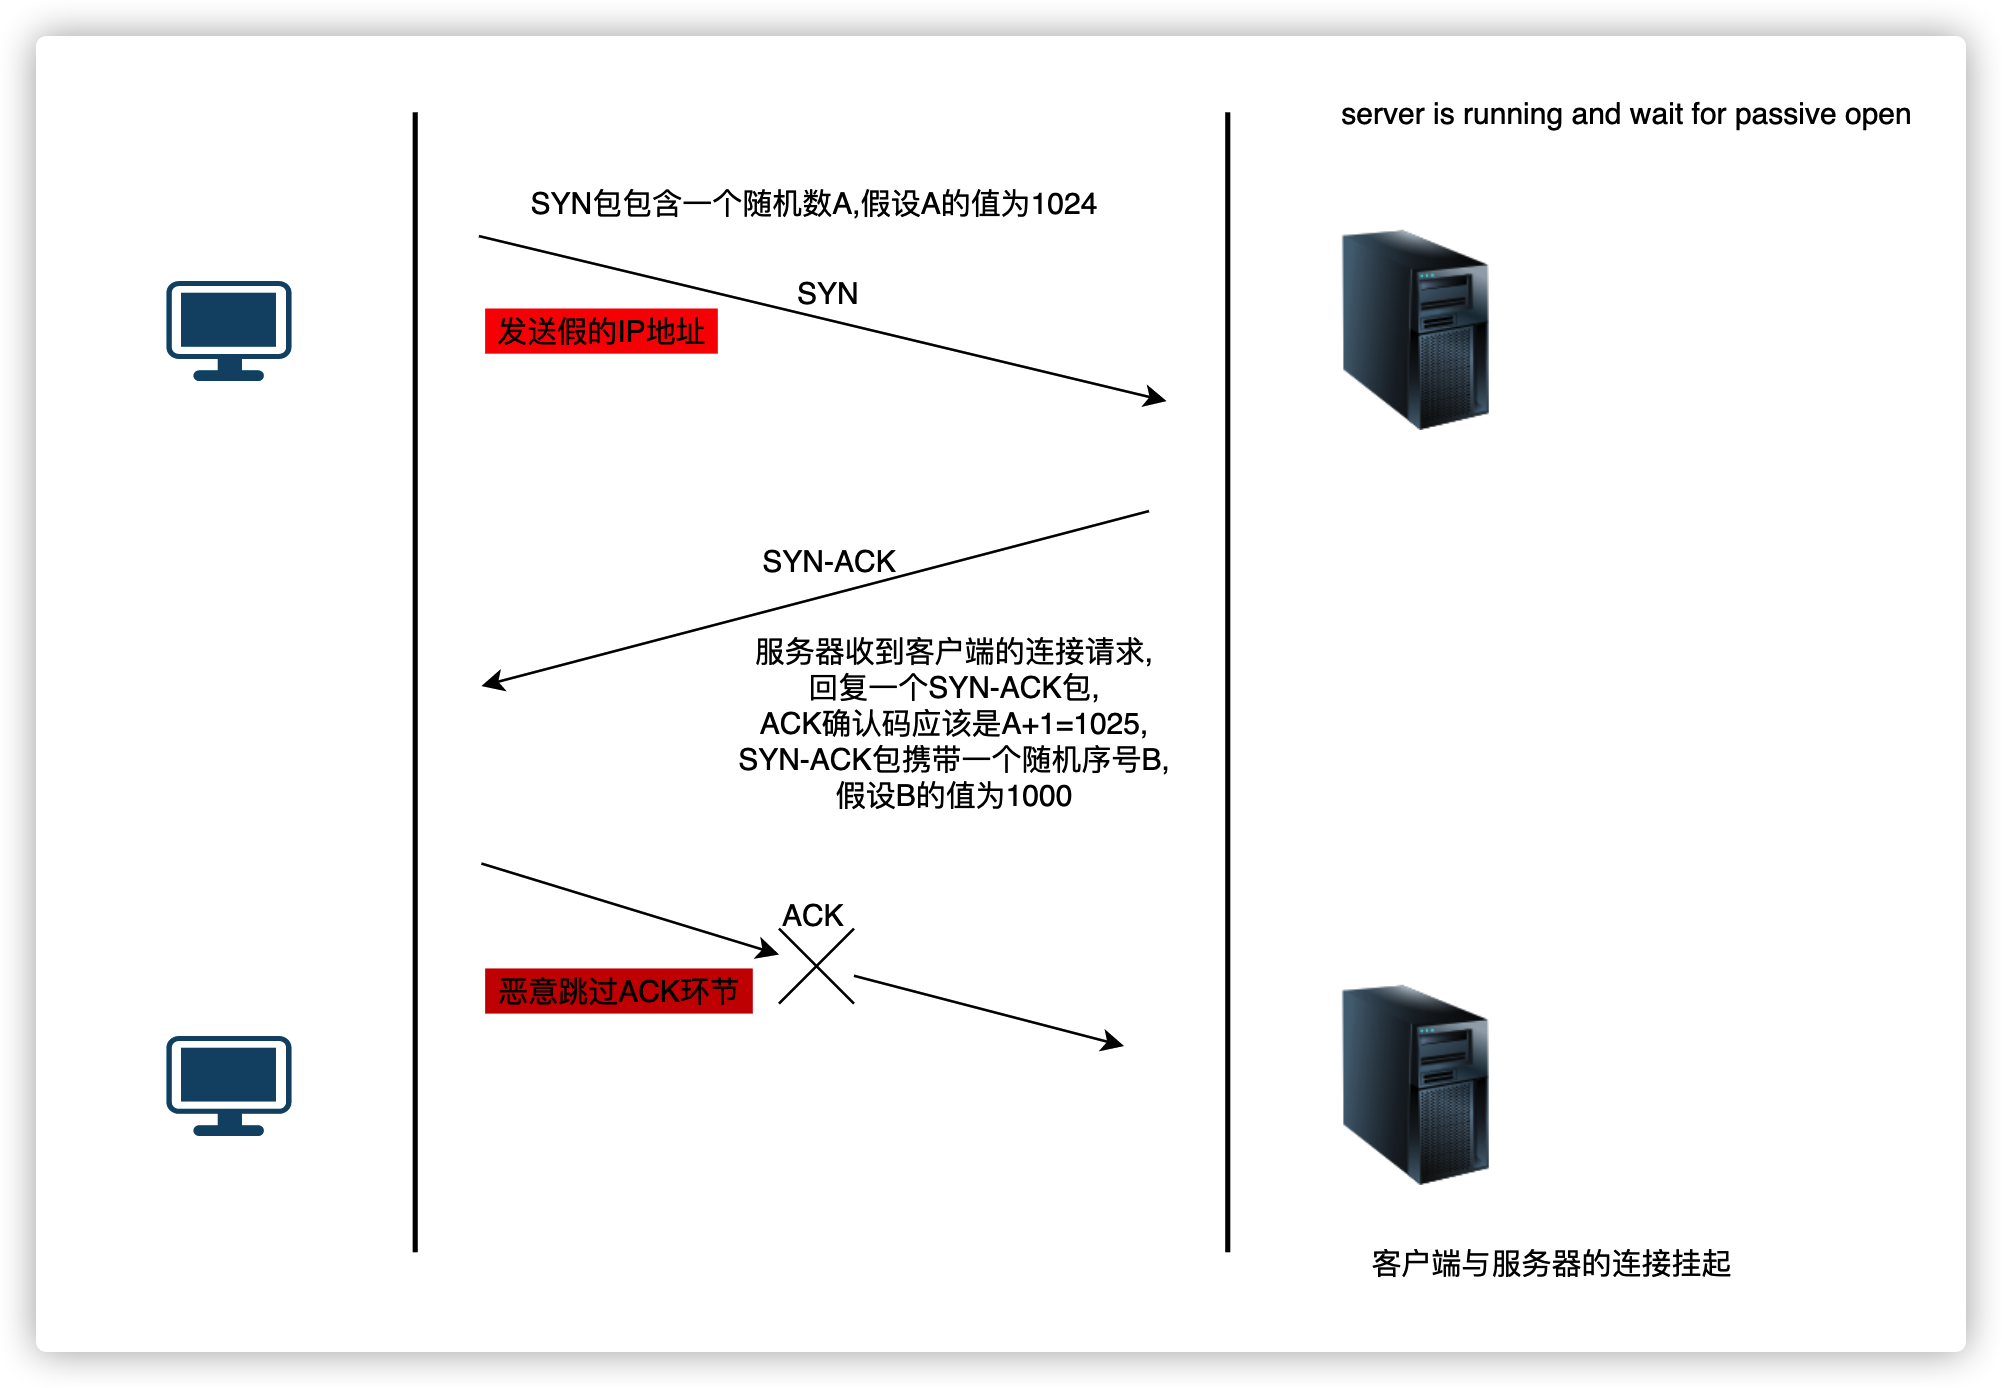 server is running and wait for passive open
SYN包包含一个随机数A,假设A的值为1024
SYN
发送假的IP地址
SYN-ACK
服务器收到客户端的连接请求,
回复一个SYN-ACK包,
ACK确认码应该是A+1=1025,
SYN-ACK包携带一个随机序号B,
假设B的值为1000
ACK
恶意跳过ACK环节
客户端与服务器的连接挂起